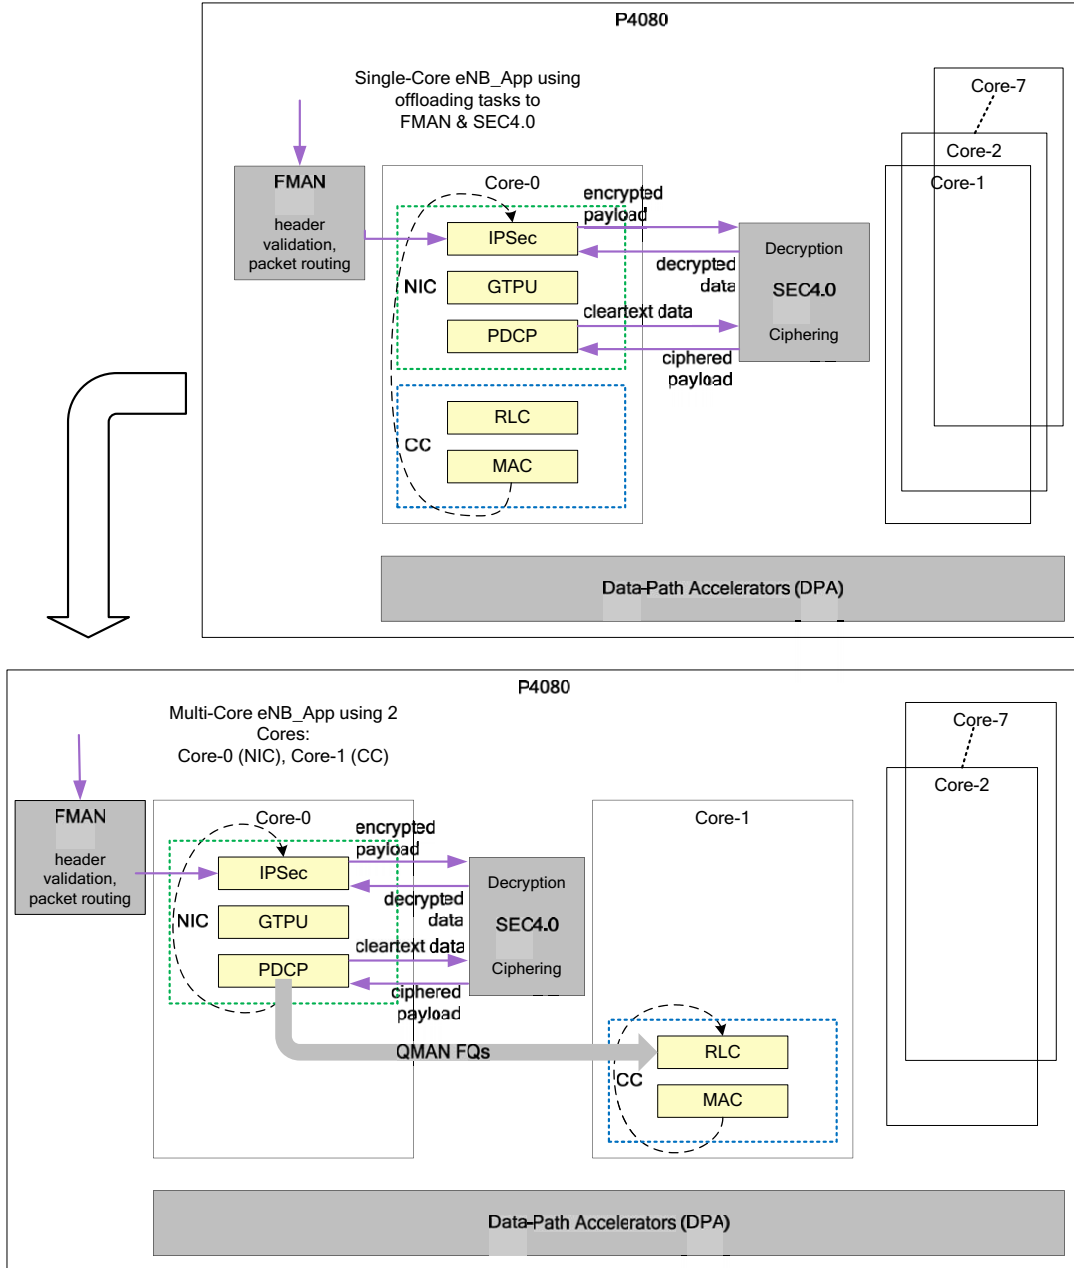 P4080
Single-Core eNB_App using
offloading tasks to
FMAN & SEC4.0
Core-7
Core-2
Core-1
FMAN
header
validation,
packet routing
Core-0
encrypted
payload
IPSec
decrypted
data
NIC
GTPU
cleartext data
PDCP
ciphered
payload
Decryption
SEC4.0
Ciphering
RLC
CC
MAC
Data-Path Accelerators (DPA)
P4080
Multi-Core eNB_App using 2
Cores:
Core-0 (NIC), Core-1 (CC)
Core-7
Core-2
FMAN
header
validation,
packet routing
Core-0
encrypted
payload
IPSec
decrypted
data
NIC
GTPU
cleartext data
PDCP
ciphered
payload
Decryption
SEC4.0
Ciphering
Core-1
QMAN FQs
RLC
CC
MAC
Data-Path Accelerators (DPA)